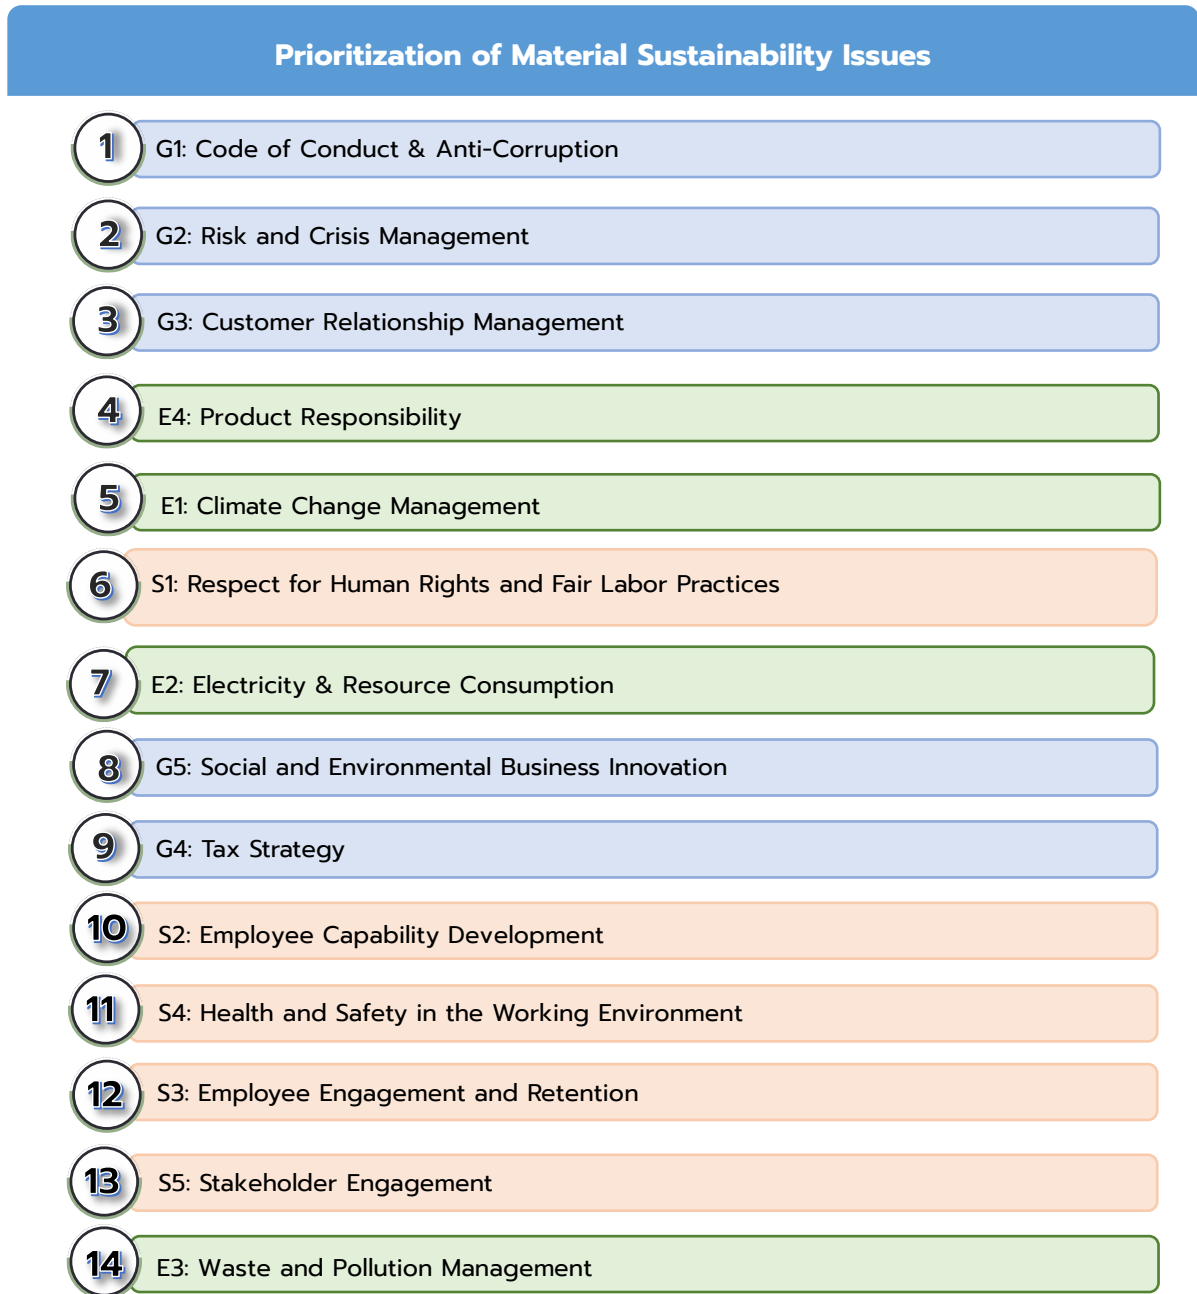 Prioritization of Material Sustainability Issues
1 G1: Code of Conduct & Anti-Corruption
2 G2: Risk and Crisis Management
3 G3: Customer Relationship Management
4 E4: Product Responsibility
5 E1: Climate Change Management
6 S1: Respect for Human Rights and Fair Labor Practices
7 E2: Electricity & Resource Consumption
8 G5: Social and Environmental Business Innovation
9 G4: Tax Strategy
10 S2: Employee Capability Development
11 S4: Health and Safety in the Working Environment
12 S3: Employee Engagement and Retention
13 S5: Stakeholder Engagement
14 E3: Waste and Pollution Management